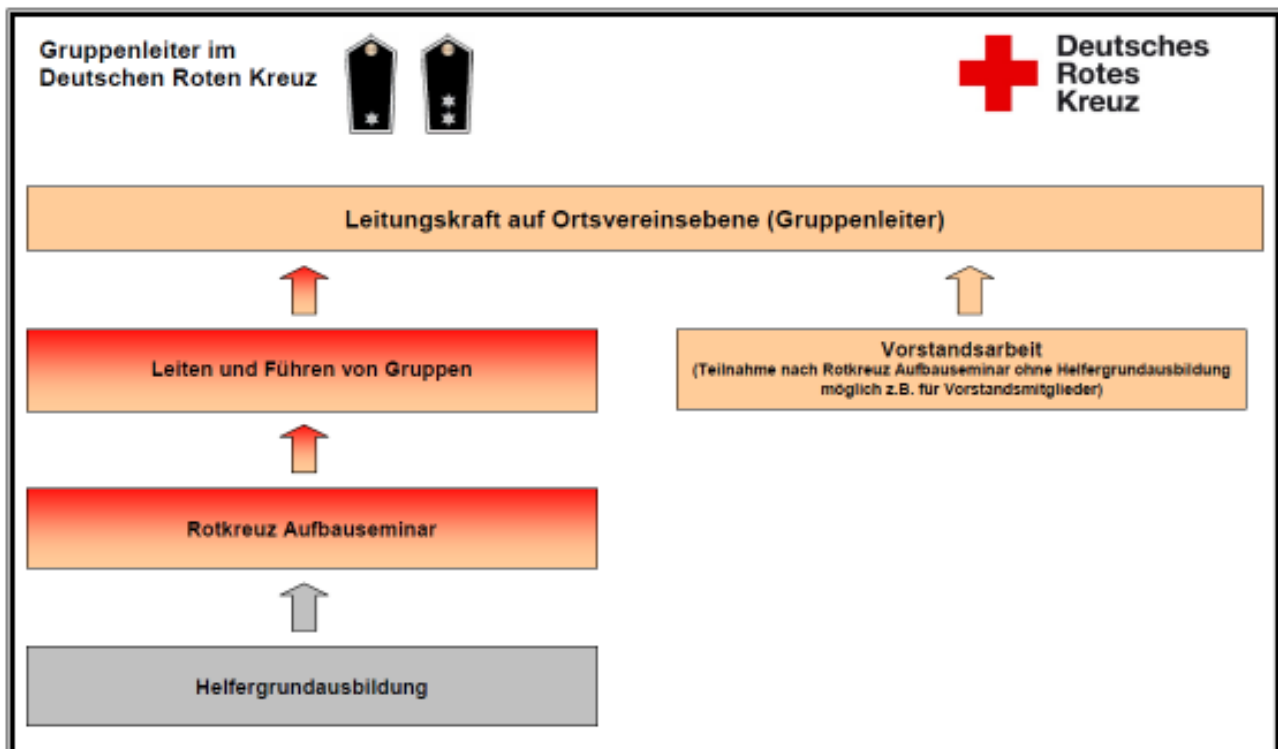 Gruppenleiter im
Deutschen Roten Kreuz
Deutsches
Rotes
Kreuz
Leitungskraft auf Ortsvereinsebene (Gruppenleiter)
Leiten und Führen von Gruppen
Vorstandsarbeit
(Teilnahme nach Rotkreuz Aufbauseminar ohne Helfergrundausbildung
möglich z.B. für Vorstandsmitglieder)
Rotkreuz Aufbauseminar
Helfergrundausbildung